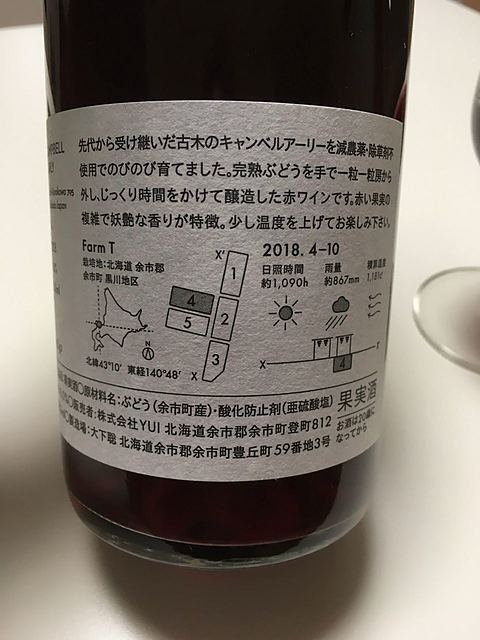 先代から受け継いだ古木のキャンベルアーリーを減農薬・除草剤不
使用でのびのび育てました。完熟ぶどうを手で一粒一粒房から
外し、じっくり時間をかけて醸造した赤ワインです。赤い果実の
複雑で妖艶な香りが特徴。少し温度を上げてお楽しみ下さい。
Farm T
栽培地:北海道 余市郡
余市町 黒川地区
北緯43°10′ 東経140°48′
N
X′
1
2
3
4
5
X
2018. 4–10
日照時間
約1,090h
雨量
約867mm
積算温度
1,181℃
X
4
原材料名:ぶどう(余市町産)・酸化防止剤(亜硫酸塩)
販売者:株式会社YUI 北海道余市郡余市町登町812
醸造場:大下聡 北海道余市郡余市町豊丘町59番地3号
果実酒
お酒は20歳に
なってから